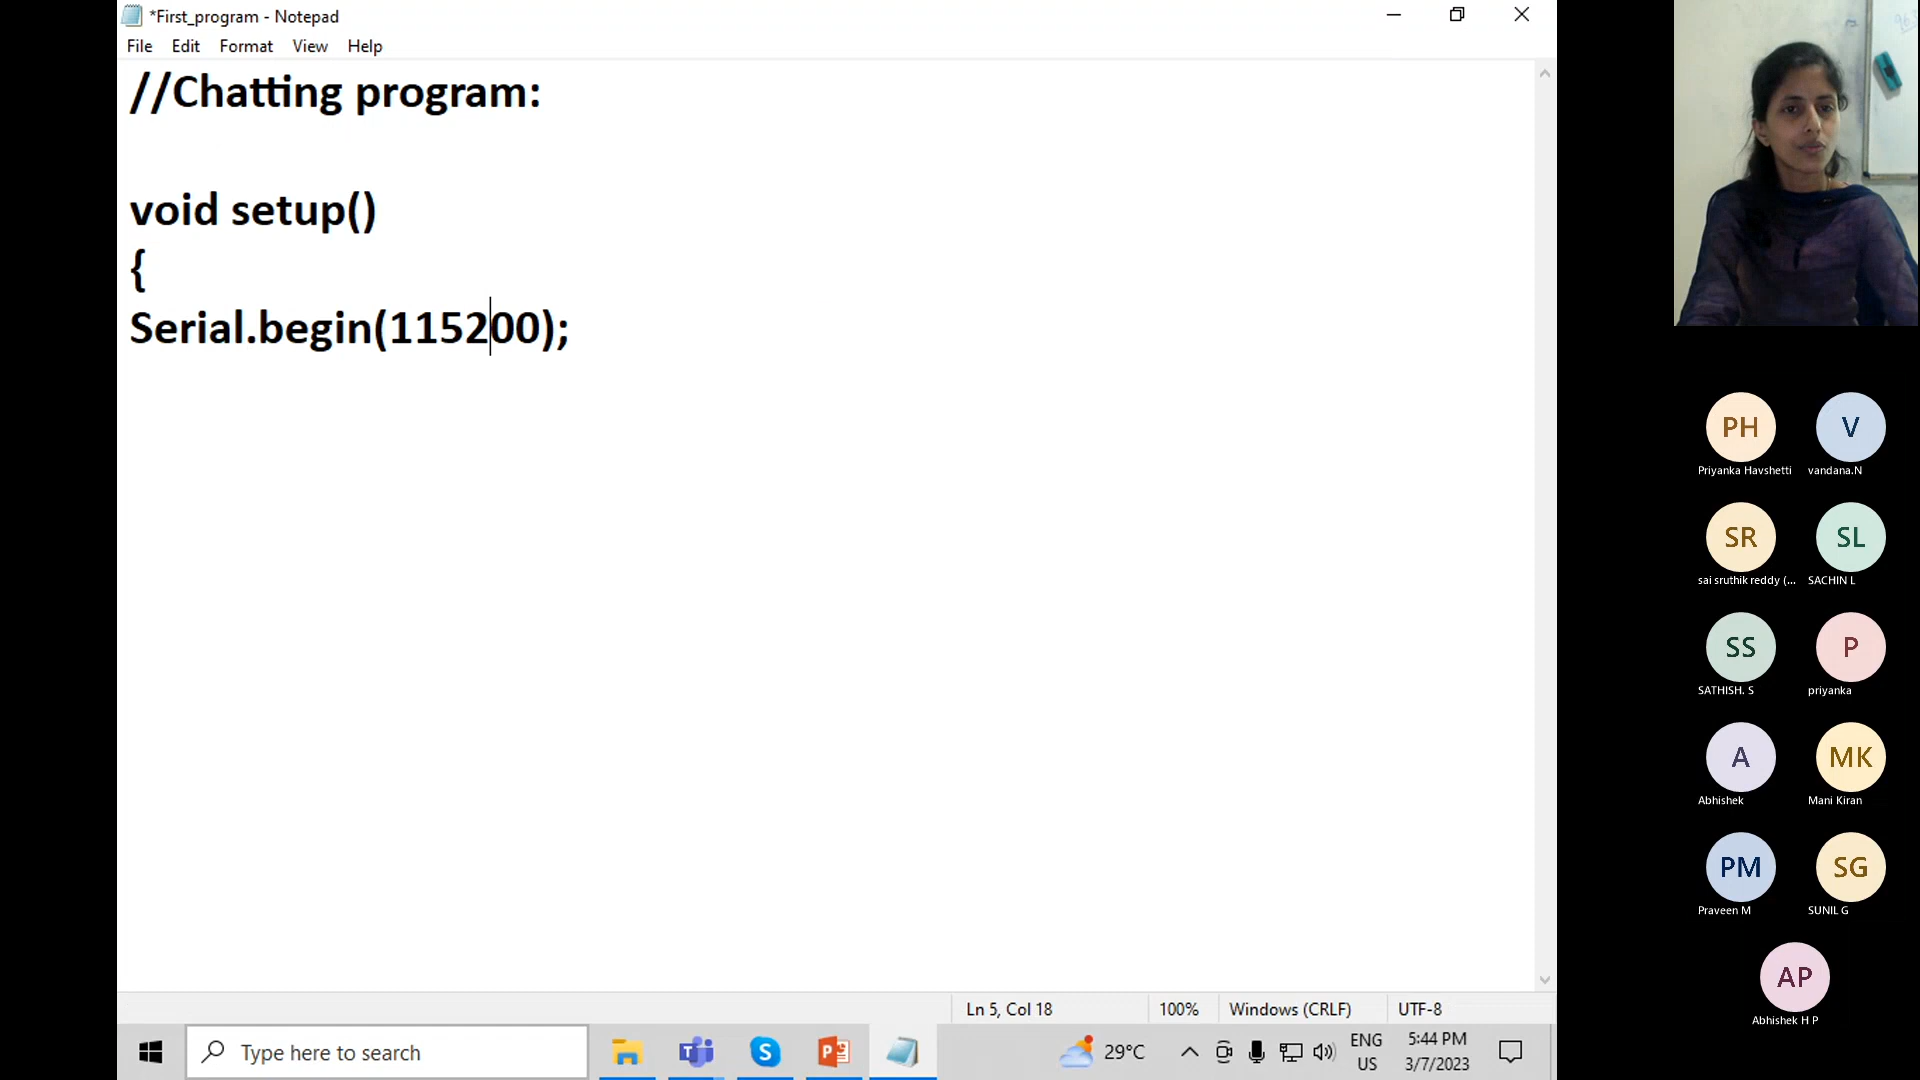 *First_program - Notepad
File Edit Format View Help
//Chatting program:
void setup()
{
Serial.begin(115200);
Ln 5, Col 18
100%
Windows (CRLF)
UTF-8
Type here to search
29°C
ENG
US
5:44 PM
3/7/2023
PH
Priyanka Havshetti
V
vandana.N
SR
sai sruthik reddy (...
SL
SACHIN L
SS
SATHISH. S
P
priyanka
A
Abhishek
MK
Mani Kiran
PM
Praveen M
SG
SUNIL G
AP
Abhishek H P